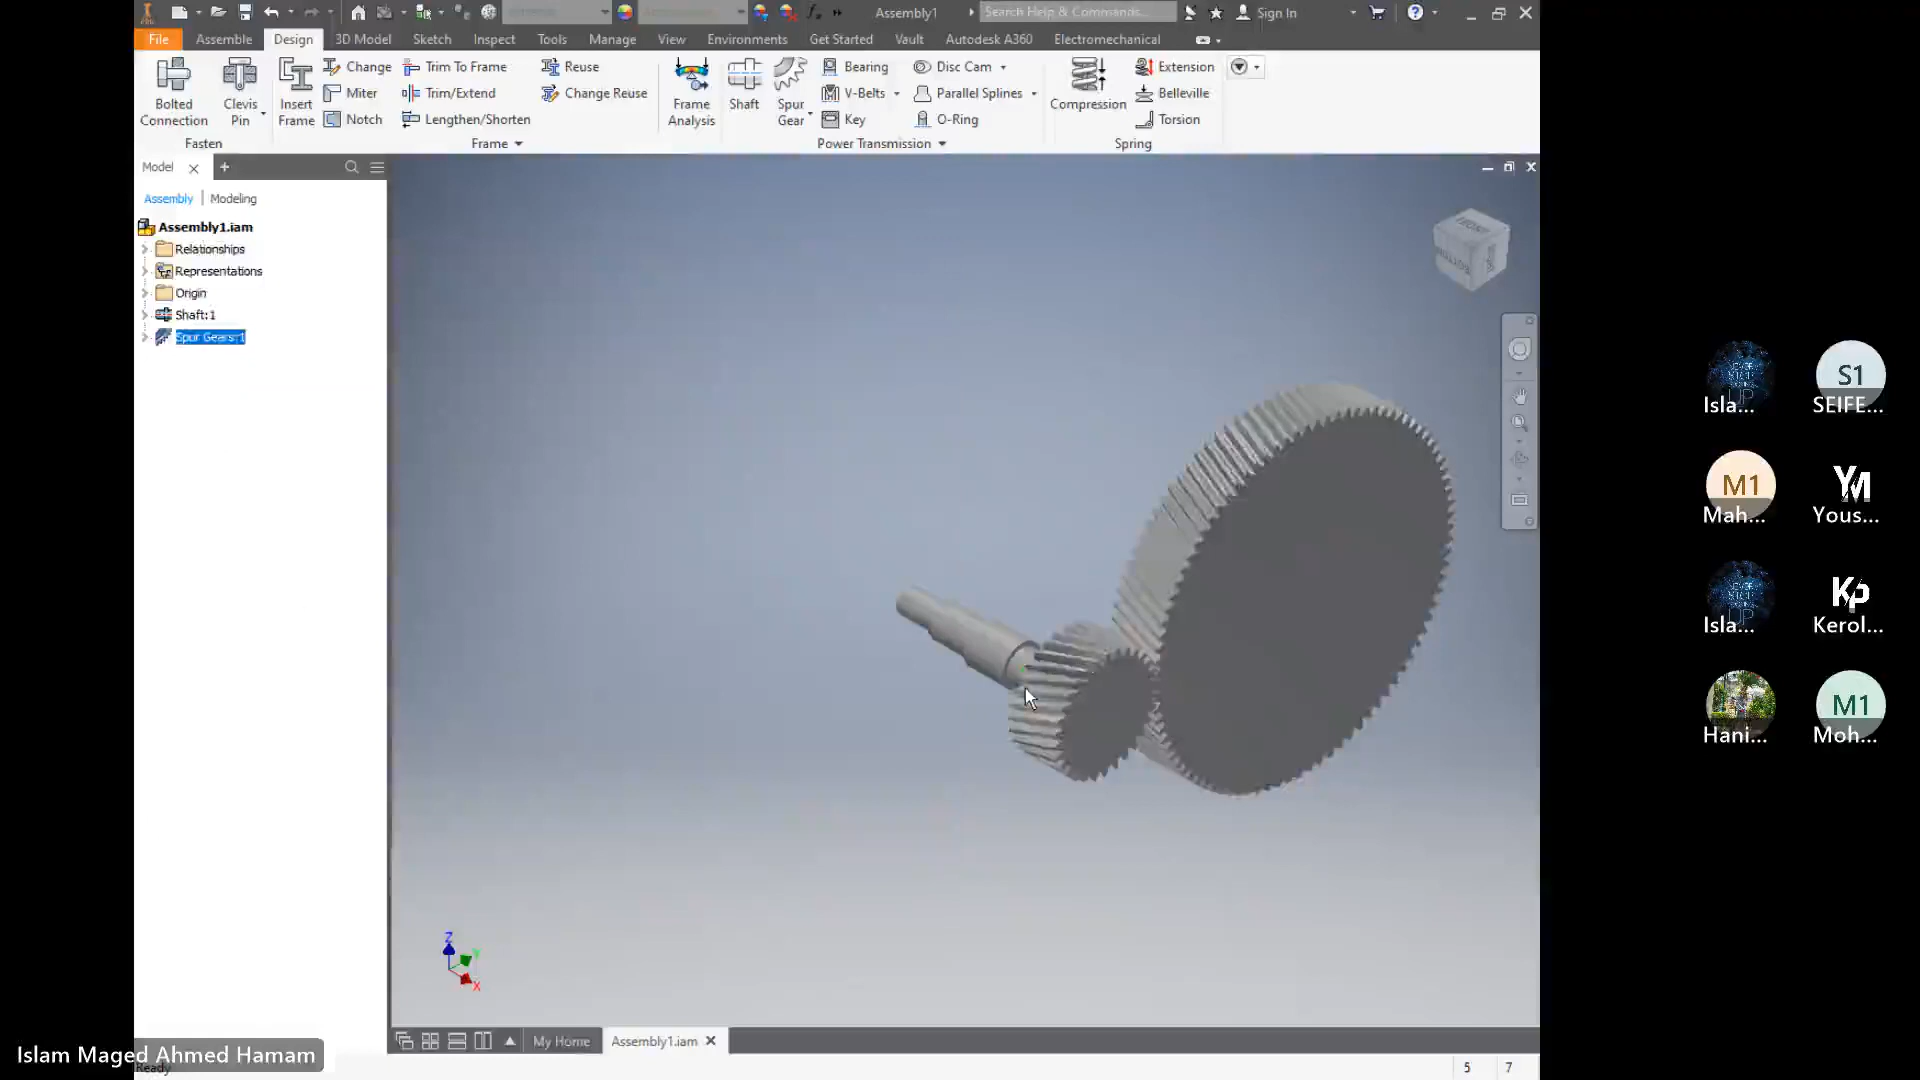 Assembly1
Search Help & Commands...
Sign In
File
Assemble
Design
3D Model
Sketch
Inspect
Tools
Manage
View
Environments
Get Started
Vault
Autodesk A360
Electromechanical
Bolted Connection
Clevis Pin
Insert Frame
Change
Miter
Notch
Trim To Frame
Trim/Extend
Lengthen/Shorten
Reuse
Change Reuse
Frame Analysis
Shaft
Spur Gear
Bearing
V-Belts
Key
Disc Cam
Parallel Splines
O-Ring
Compression
Extension
Belleville
Torsion
Fasten
Frame
Power Transmission
Spring
Model
Assembly
Modeling
Assembly1.iam
Relationships
Representations
Origin
Shaft:1
Spur Gears:1
Z
Y
X
My Home
Assembly1.iam
Ready
5
7
Islam Maged Ahmed Hamam
Isla...
S1
SEIFE...
M1
Mah...
YM
Yous...
Isla...
KP
Kerol...
Hani...
M1
Moh...